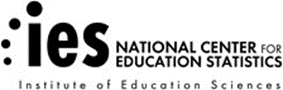 ies NATIONAL CENTER FOR
EDUCATION STATISTICS
Institute of Education Sciences